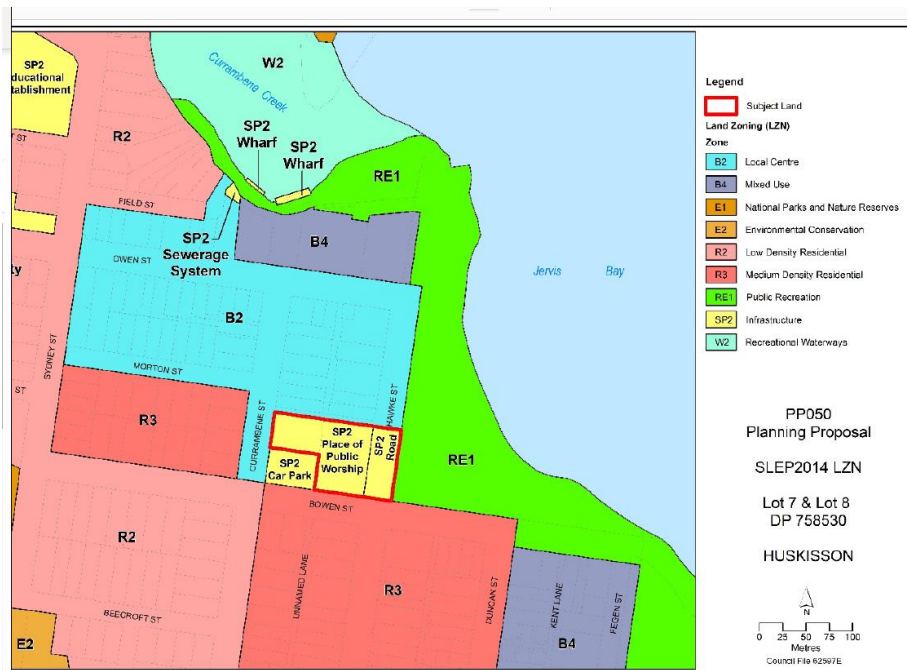 SP2
ducational
tablishment
W2
Currambene
Creek
SP2
Wharf
SP2
Wharf
R2
RE1
ST
FIELD ST
SP2
Sewerage
System
B4
OWEN ST
ty
B2
Jervis Bay
SYDNEY ST
MORTON ST
ST
R3
CURRAMBENE ST
HAWKE ST
SP2
Place of
Public
Worship
SP2
Road
SP2
Car Park
RE1
BOWEN ST
R2
UNNAMED LANE
R3
DUNCAN ST
KENT LANE
FEGEN ST
BEECROFT ST
E2
B4
Legend
Subject Land
Land Zoning (LZN)
Zone
B2 Local Centre
B4 Mixed Use
E1 National Parks and Nature Reserves
E2 Environmental Conservation
R2 Low Density Residential
R3 Medium Density Residential
RE1 Public Recreation
SP2 Infrastructure
W2 Recreational Waterways
PP050
Planning Proposal
SLEP2014 LZN
Lot 7 & Lot 8
DP 758530
HUSKISSON
N
0 25 50 75 100
Metres
Council File 62597E